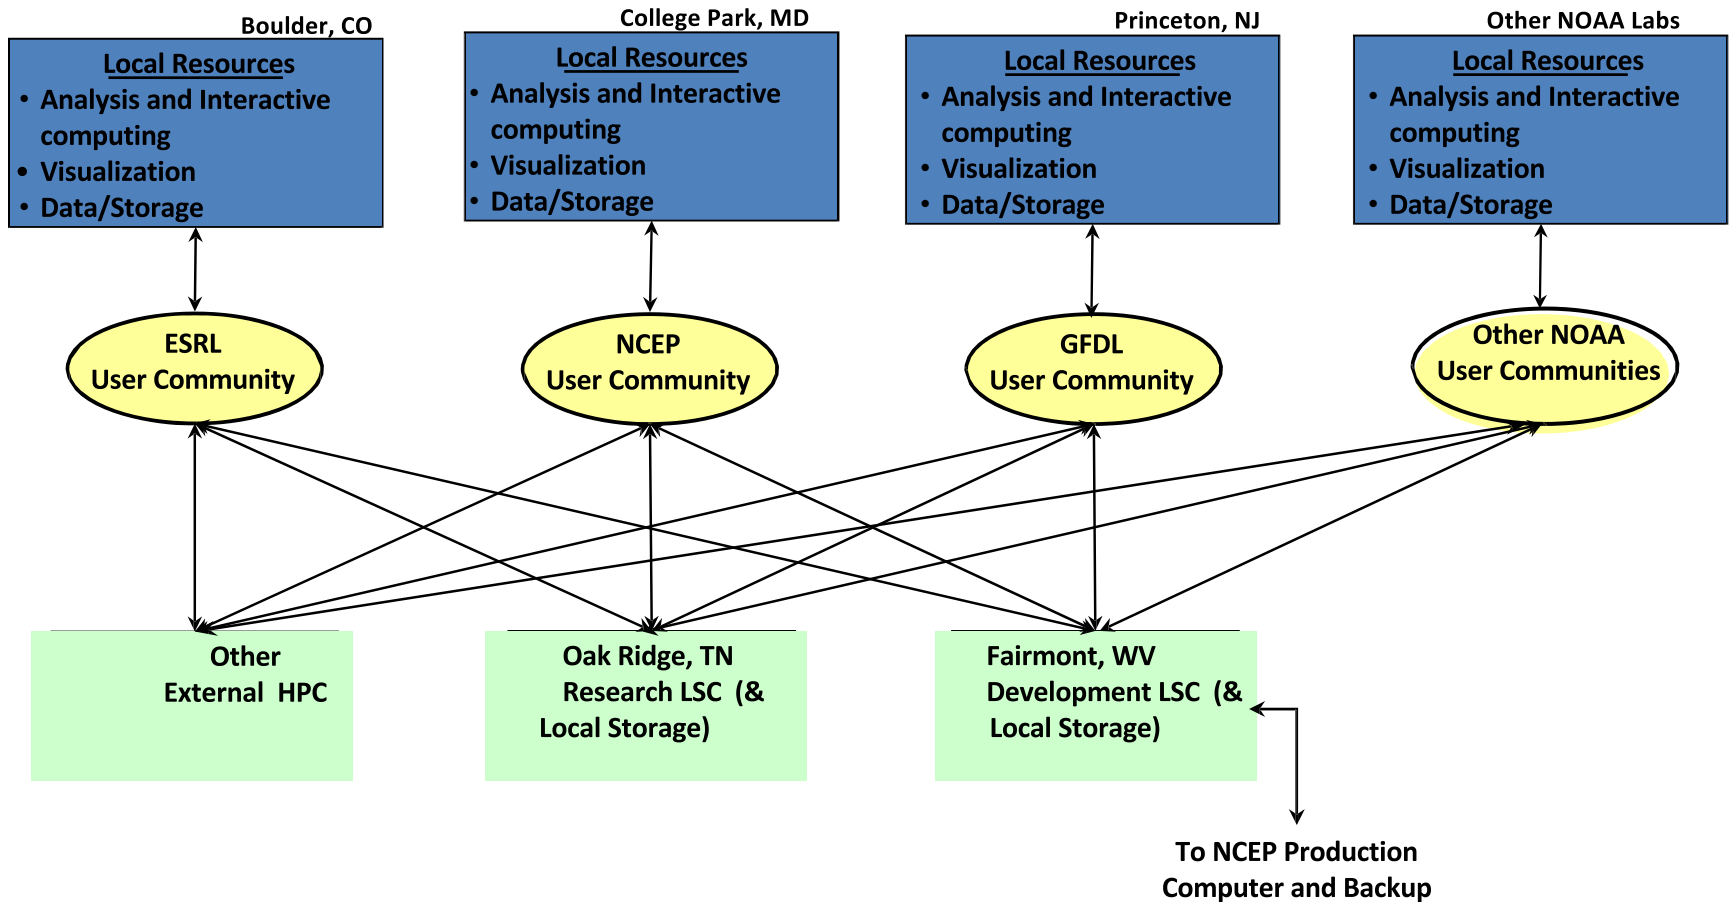 Boulder, CO
Local Resources
• Analysis and Interactive
computing
• Visualization
• Data/Storage
College Park, MD
Local Resources
• Analysis and Interactive
computing
• Visualization
• Data/Storage
Princeton, NJ
Local Resources
• Analysis and Interactive
computing
• Visualization
• Data/Storage
Other NOAA Labs
Local Resources
• Analysis and Interactive
computing
• Visualization
• Data/Storage
ESRL
User Community
NCEP
User Community
GFDL
User Community
Other NOAA
User Communities
Other
External HPC
Oak Ridge, TN
Research LSC (&
Local Storage)
Fairmont, WV
Development LSC (&
Local Storage)
To NCEP Production
Computer and Backup